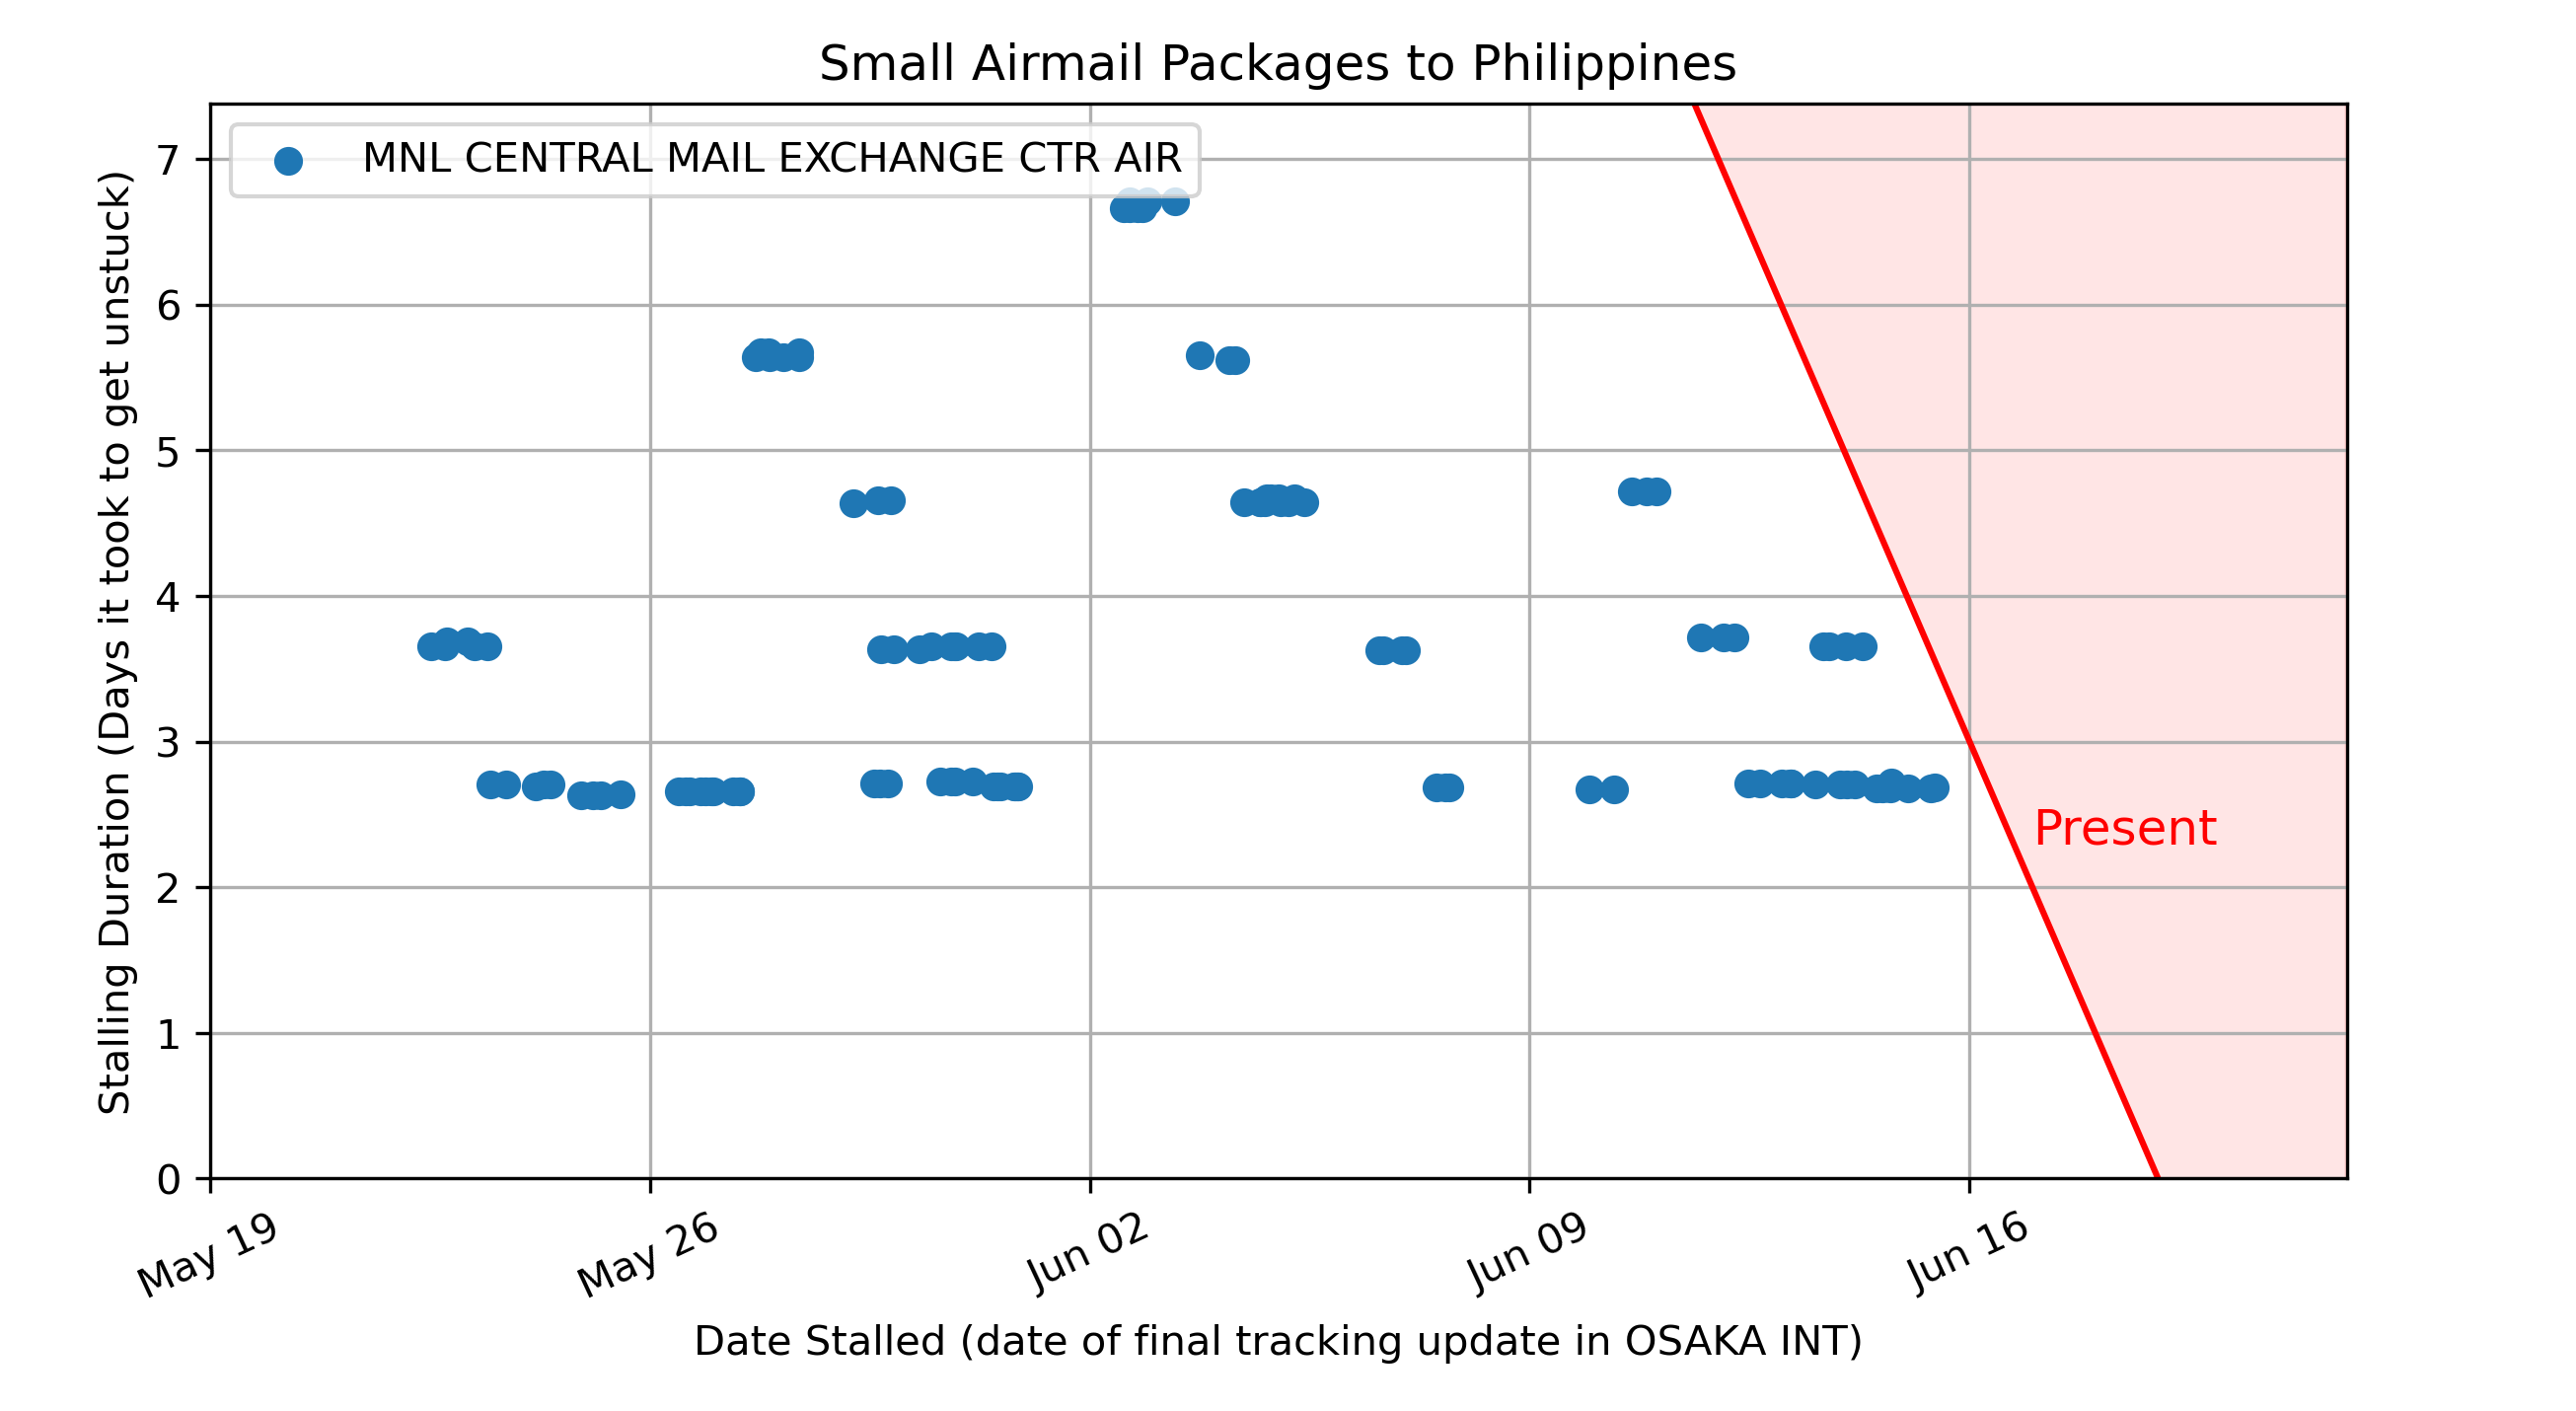 Small Airmail Packages to Philippines
MNL CENTRAL MAIL EXCHANGE CTR AIR
Stalling Duration (Days it took to get unstuck)
7
6
5
4
3
2
1
0
Present
May 19
May 26
Jun 02
Jun 09
Jun 16
Date Stalled (date of final tracking update in OSAKA INT)